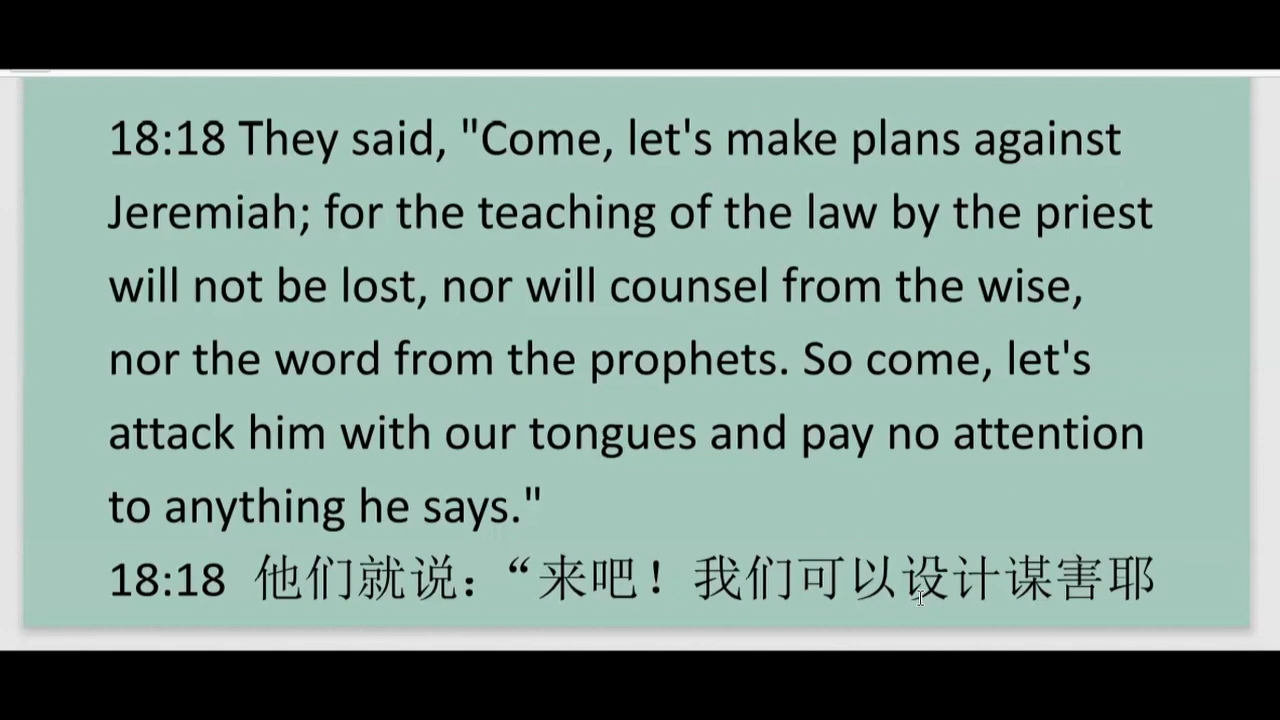 18:18 They said, "Come, let's make plans against
Jeremiah; for the teaching of the law by the priest
will not be lost, nor will counsel from the wise,
nor the word from the prophets. So come, let's
attack him with our tongues and pay no attention
to anything he says."
18:18 他们就说：“来吧！我们可以设计谋害耶